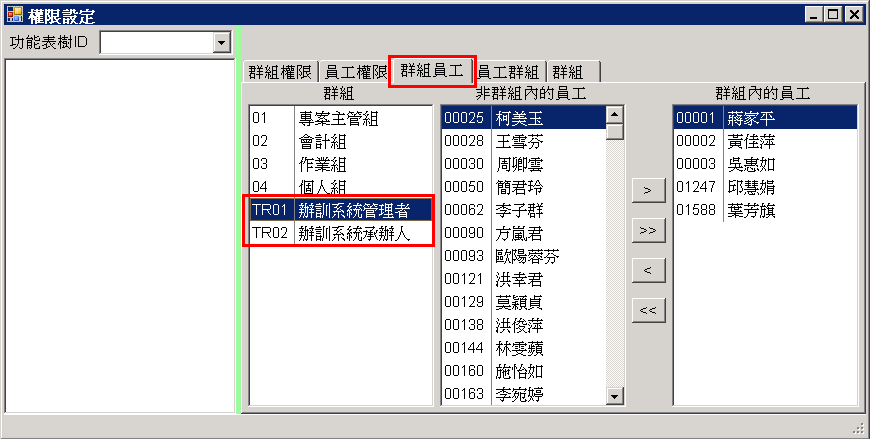 權限設定
功能表樹ID
群組權限 員工權限 群組員工 員工群組 群組
群組
01 專案主管組
02 會計組
03 作業組
04 個人組
TR01 辦訓系統管理者
TR02 辦訓系統承辦人
非群組內的員工
00025 柯美玉
00028 王雪芬
00030 周卿雲
00050 簡君玲
00062 李子群
00090 方嵐君
00093 歐陽蓉芬
00121 洪幸君
00129 莫穎貞
00138 洪俊萍
00144 林雯蘋
00160 施怡如
00163 李宛婷
>
>>
<
<<
群組內的員工
00001 蔣家平
00002 黃佳萍
00003 吳惠如
01247 邱慧娟
01588 葉芳旗